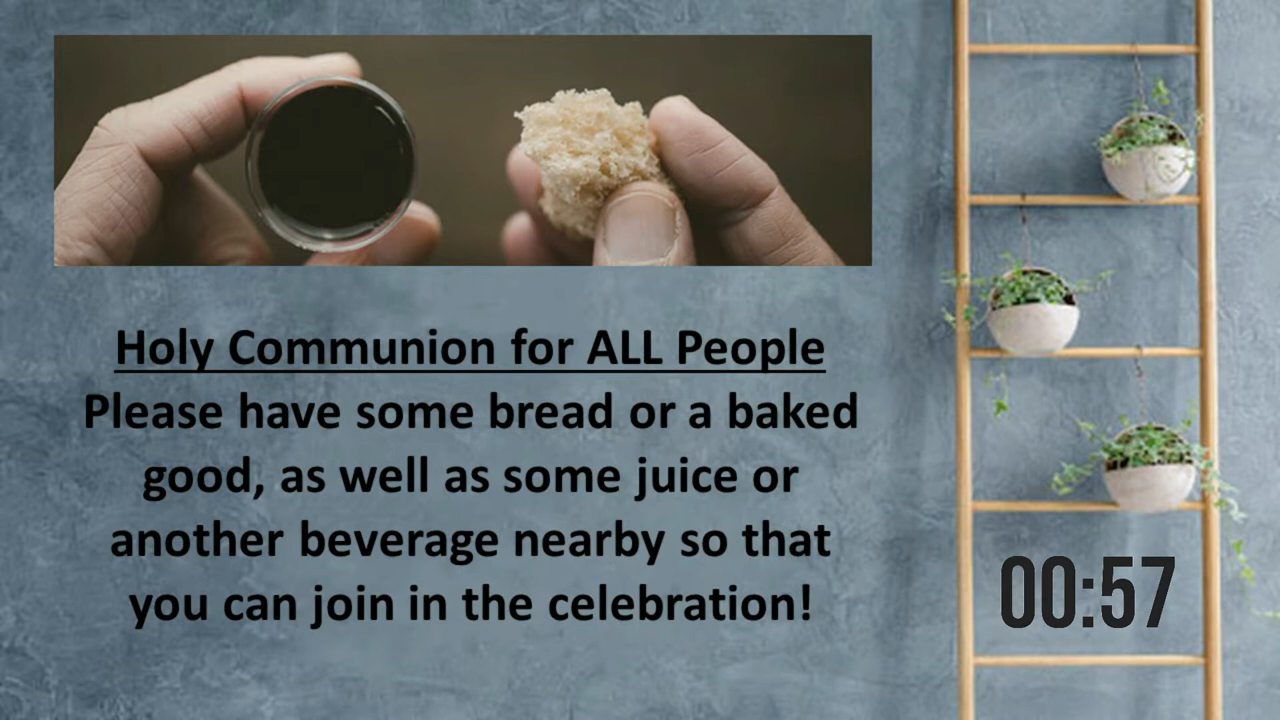 Holy Communion for ALL People
Please have some bread or a baked
good, as well as some juice or
another beverage nearby so that
you can join in the celebration!
00:57